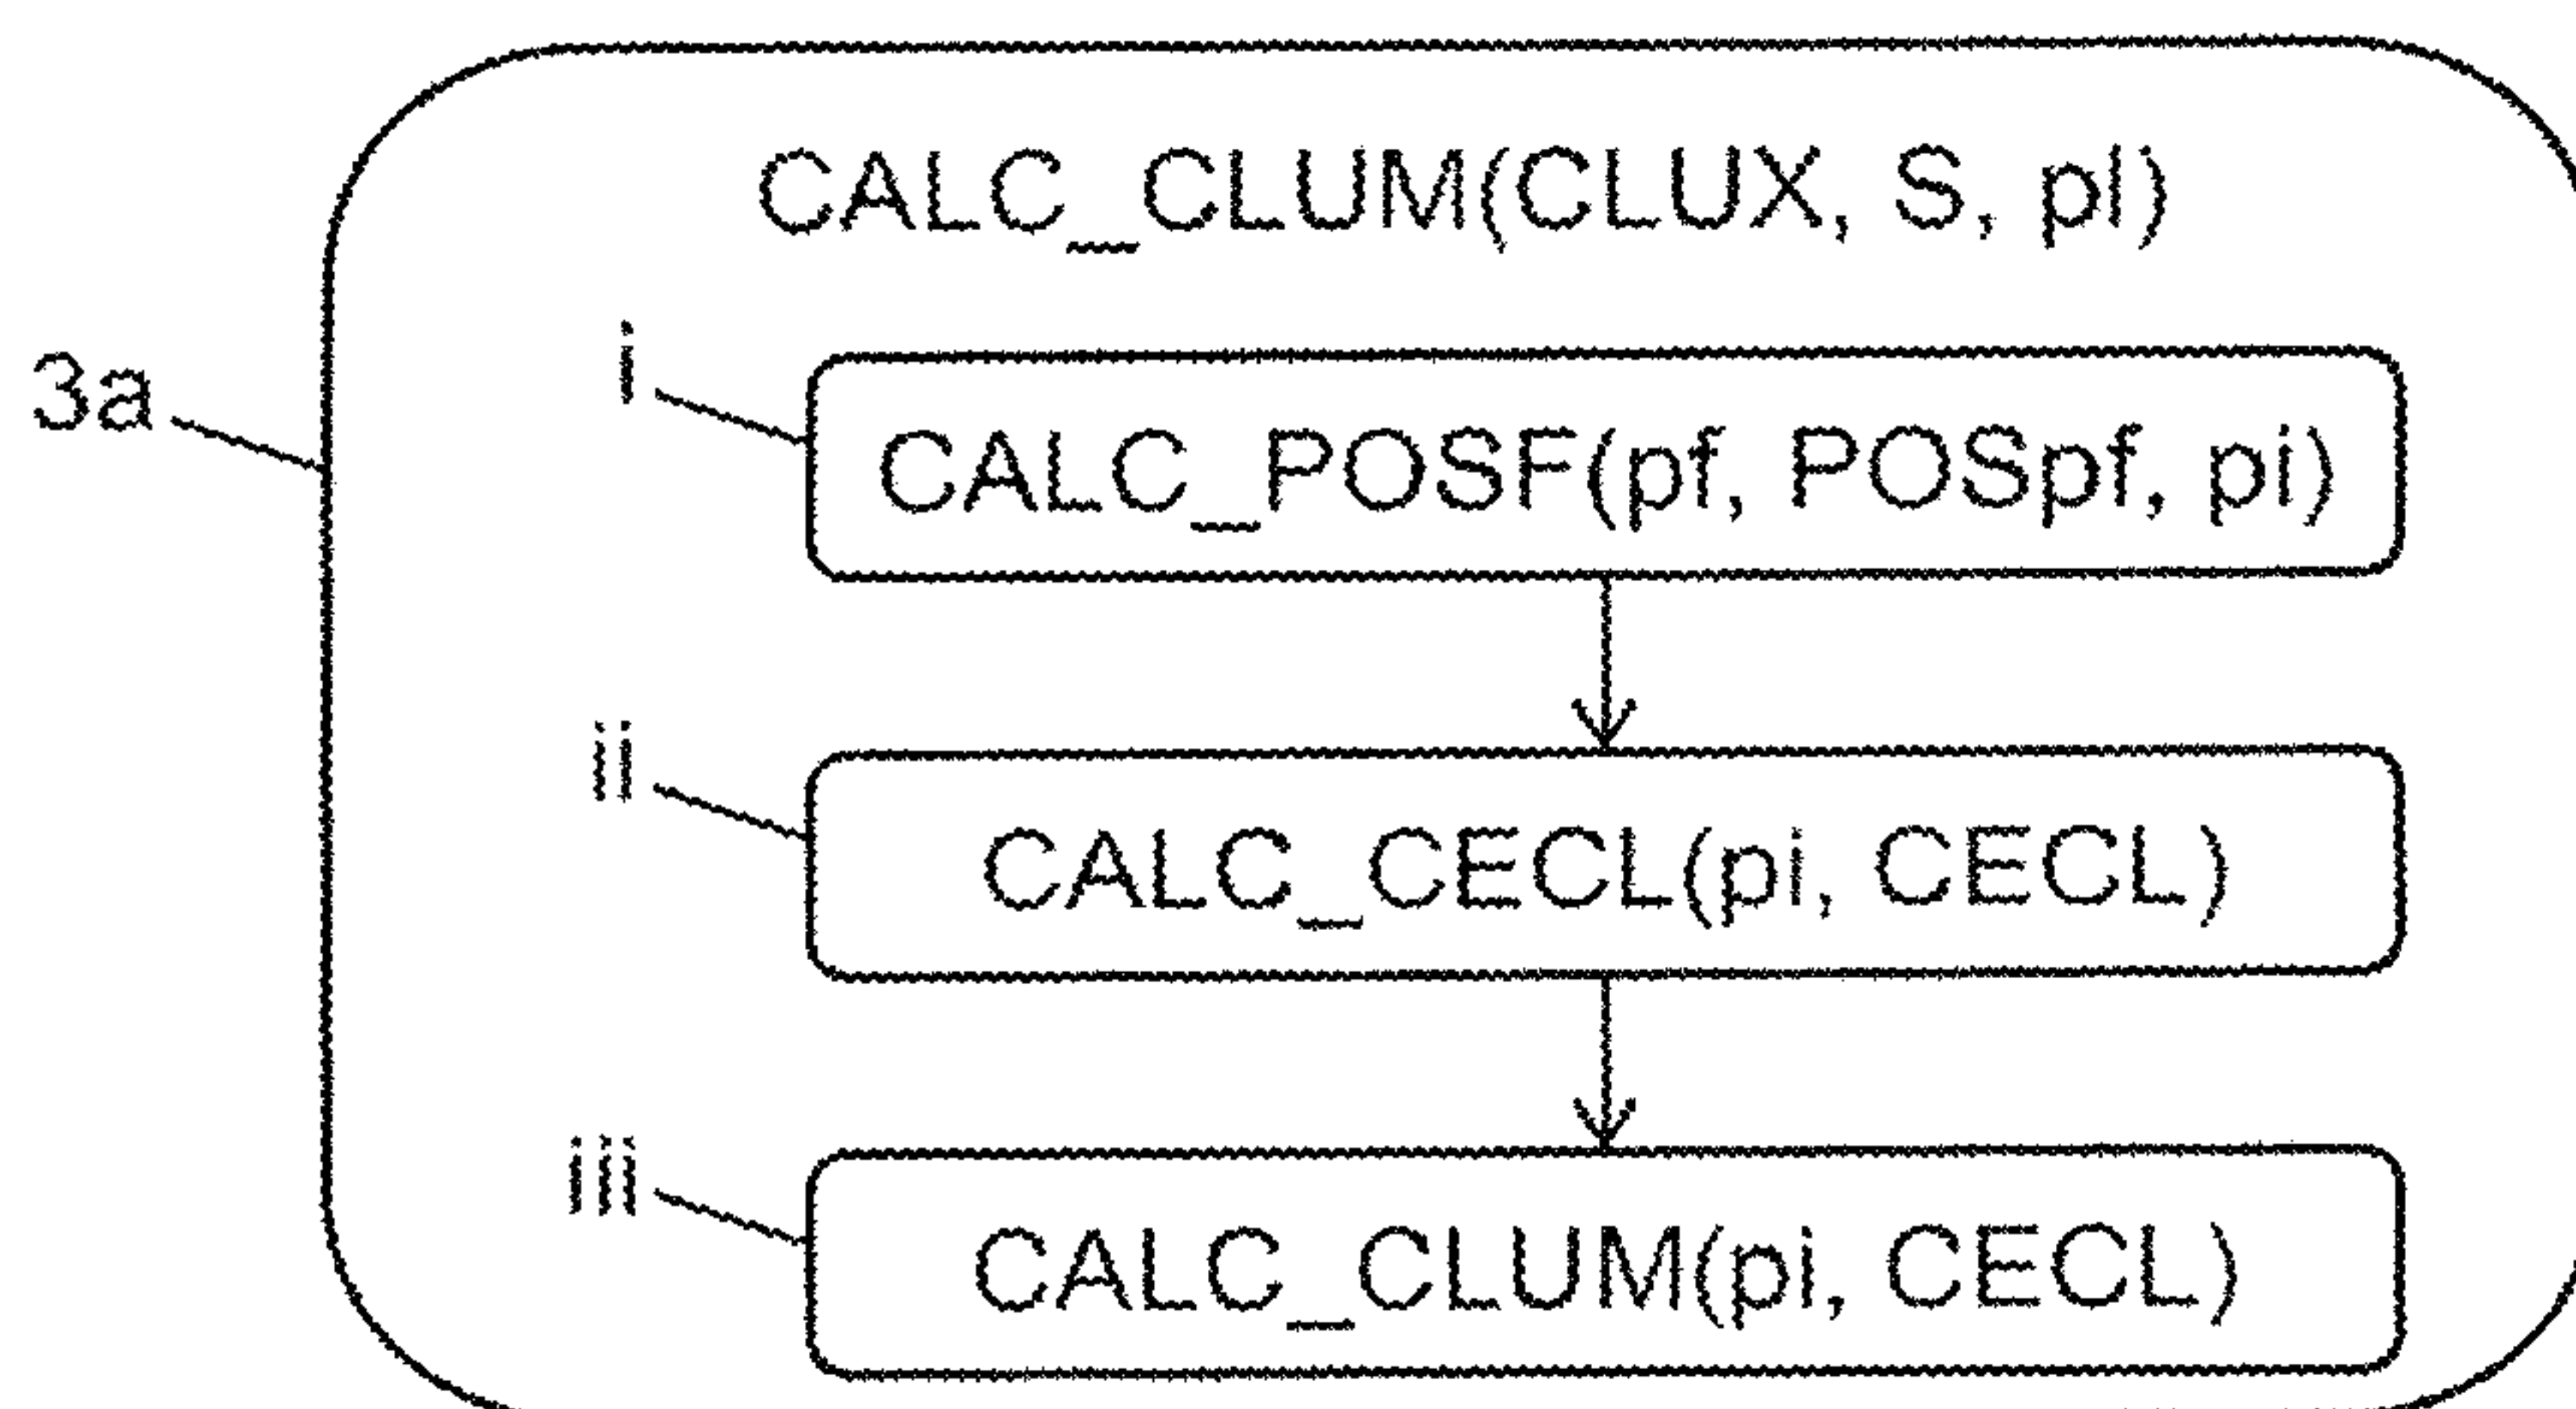 CALC_CLUM(CLUX, S, pl)
3a
i
CALC_POSF(pf, POSpf, pi)
ii
CALC_CECL(pi, CECL)
iii
CALC_CLUM(pi, CECL)